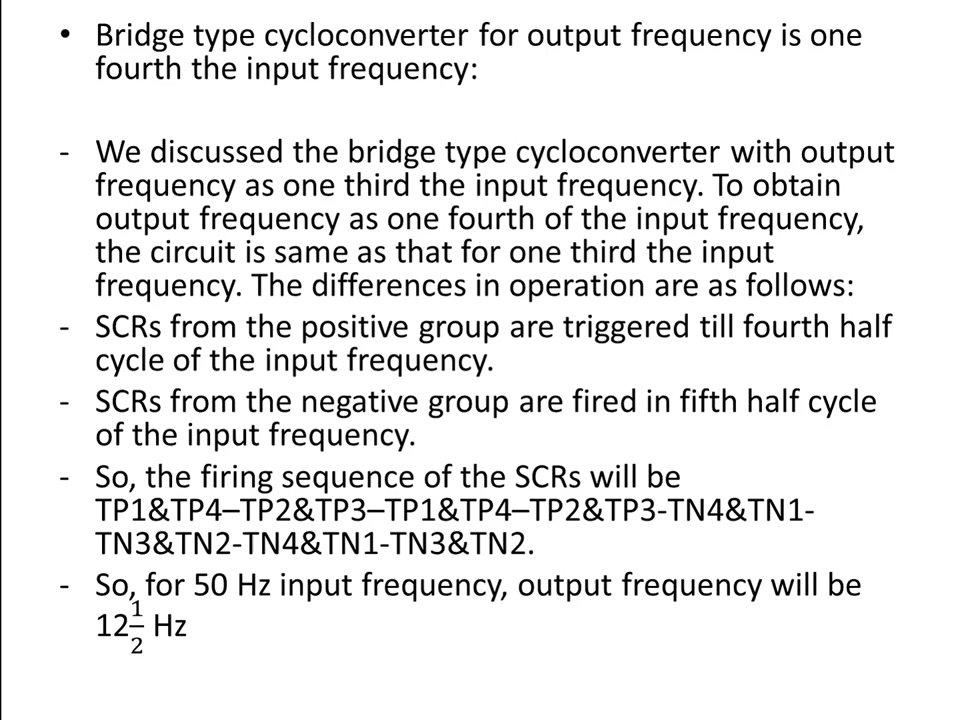 • Bridge type cycloconverter for output frequency is one
fourth the input frequency:
- We discussed the bridge type cycloconverter with output
frequency as one third the input frequency. To obtain
output frequency as one fourth of the input frequency,
the circuit is same as that for one third the input
frequency. The differences in operation are as follows:
- SCRs from the positive group are triggered till fourth half
cycle of the input frequency.
- SCRs from the negative group are fired in fifth half cycle
of the input frequency.
- So, the firing sequence of the SCRs will be
TP1&TP4–TP2&TP3–TP1&TP4–TP2&TP3-TN4&TN1-
TN3&TN2-TN4&TN1-TN3&TN2.
- So, for 50 Hz input frequency, output frequency will be
12 1/2 Hz